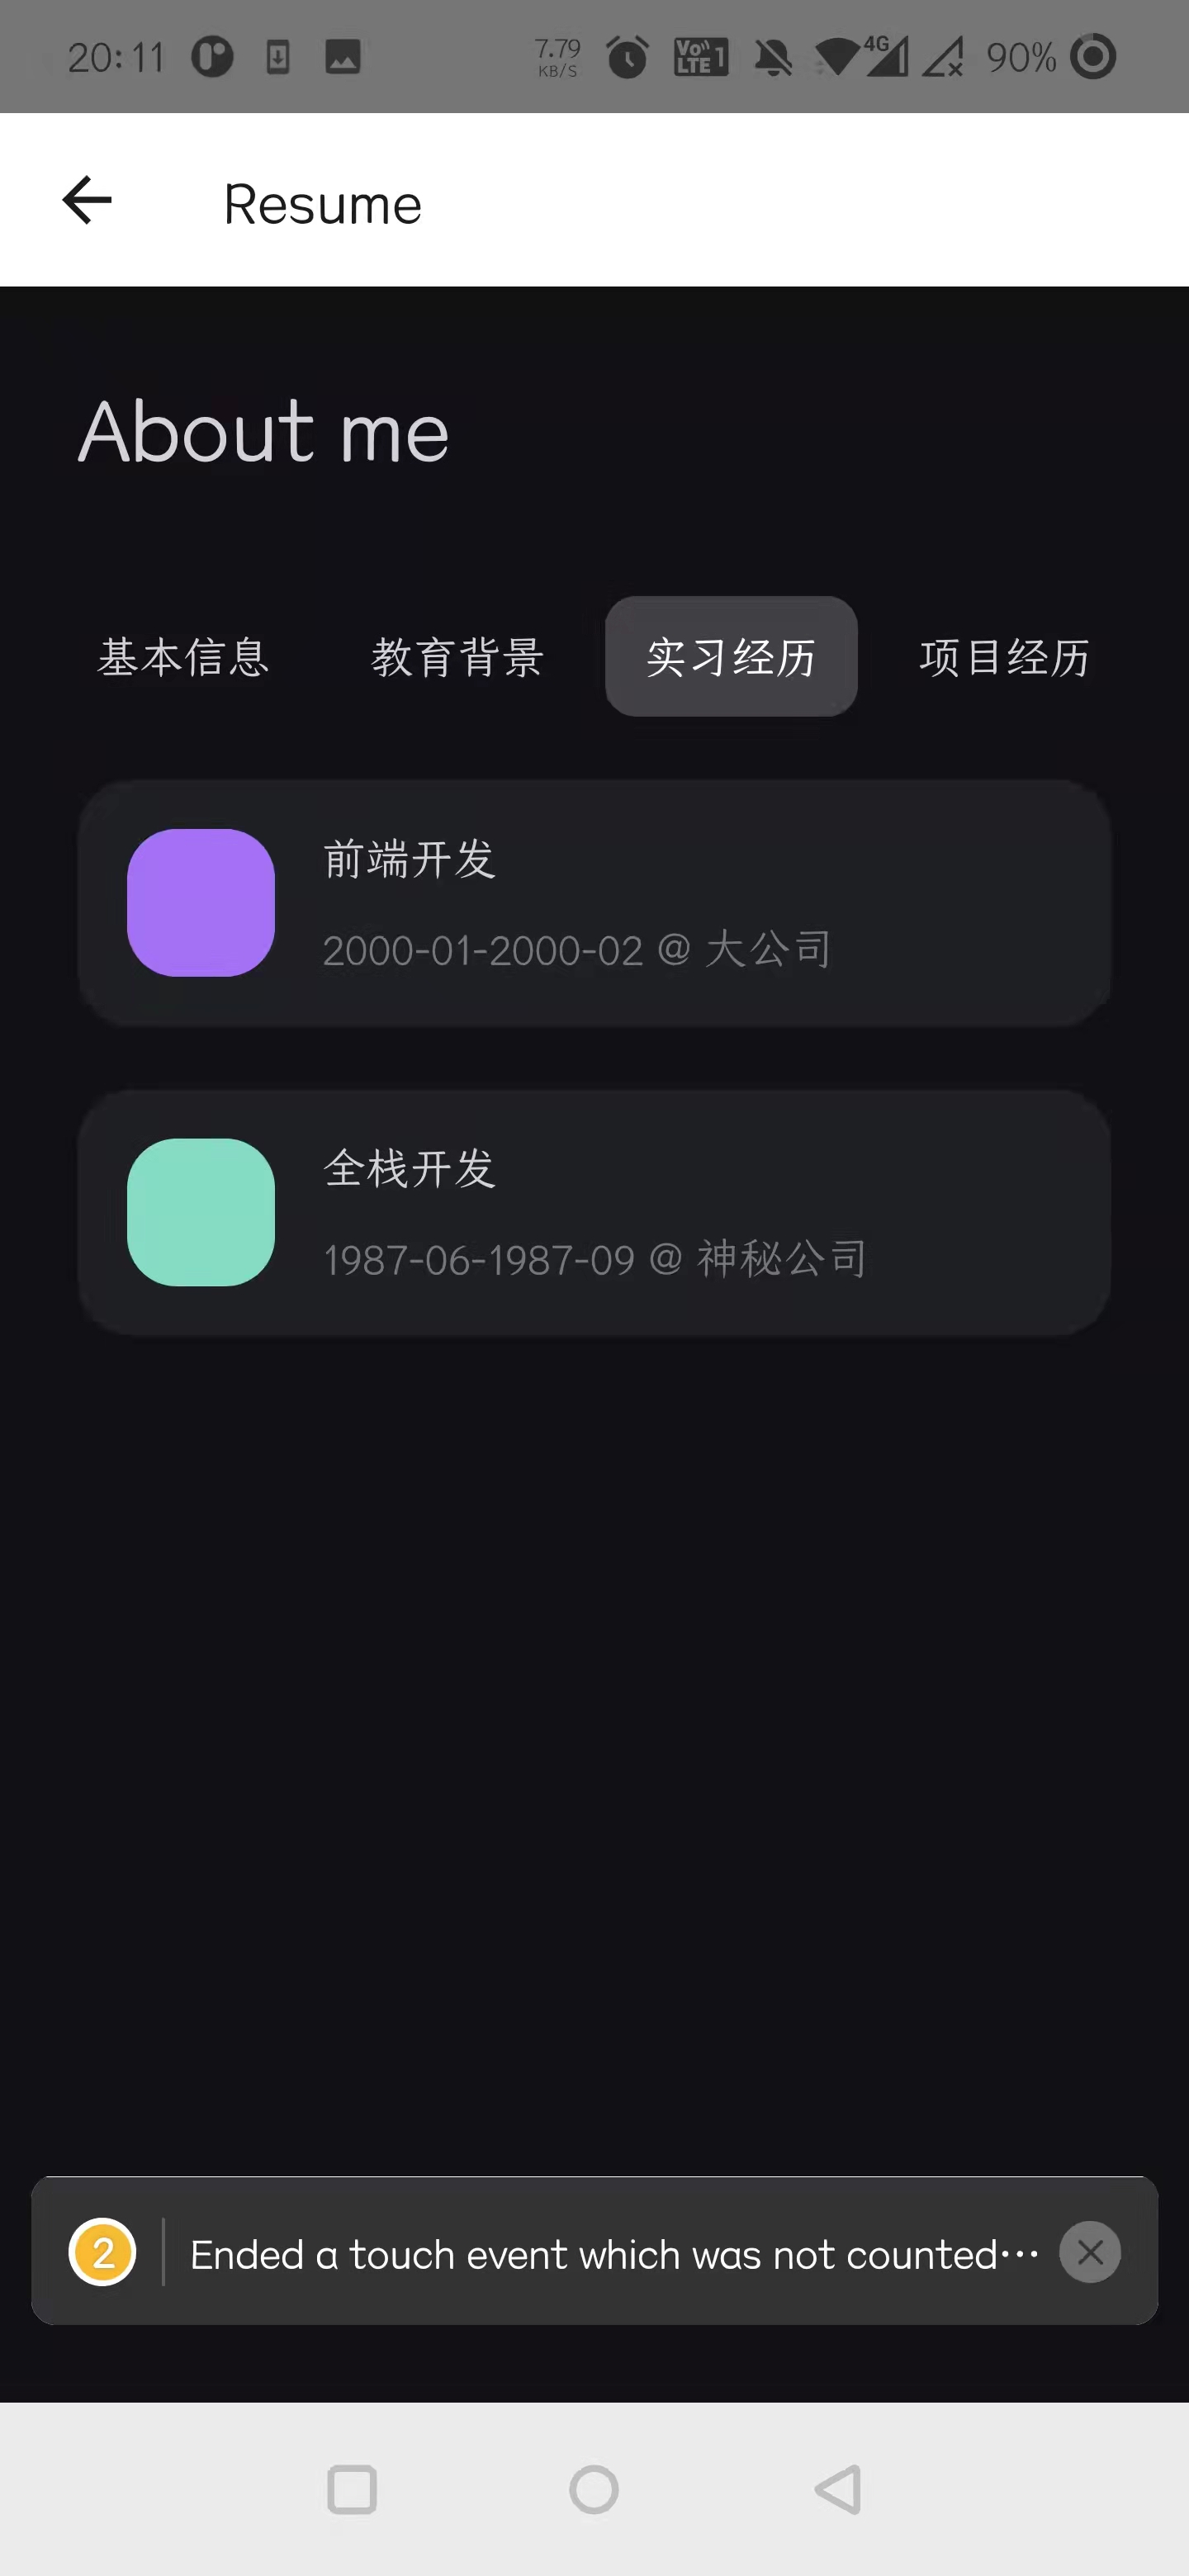 20:11 7.79 KB/S VoLTE 1 4G 90%
Resume
About me
基本信息 教育背景 实习经历 项目经历
前端开发
2000-01-2000-02 @ 大公司
全栈开发
1987-06-1987-09 @ 神秘公司
2 Ended a touch event which was not counted...